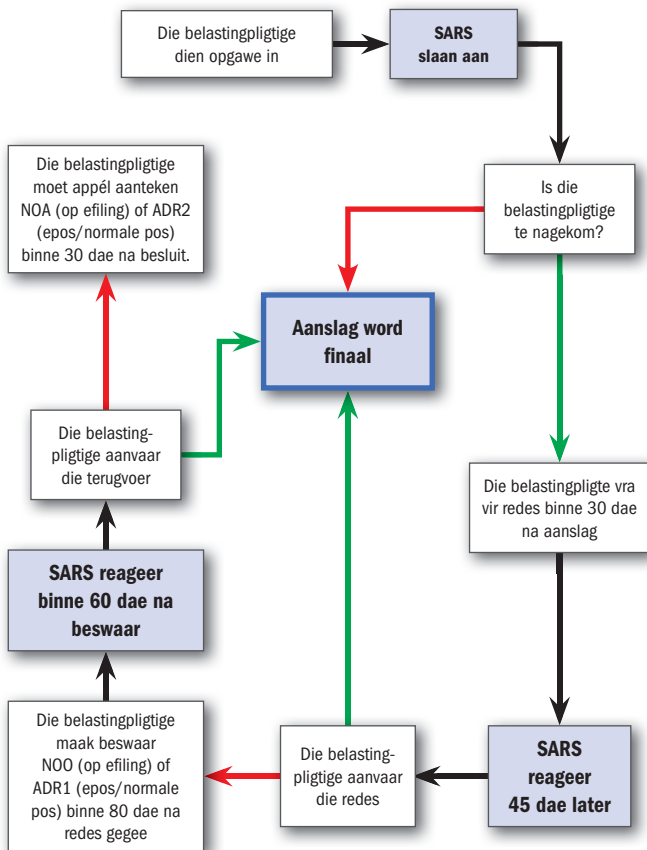 Die belastingpligtige
dien opgawe in
SARS
slaan aan
Die belastingpligtige
moet appél aanteken
NOA (op efiling) of ADR2
(epos/normale pos)
binne 30 dae na besluit.
Is die
belastingpligtige
te nagekom?
Aanslag word
finaal
Die belasting-
pligtige aanvaar
die terugvoer
Die belastingpligte vra
vir redes binne 30 dae
na aanslag
SARS reageer
binne 60 dae na
beswaar
Die belastingpligtige
maak beswaar
NOO (op efiling) of
ADR1 (epos/normale
pos) binne 80 dae na
redes gegee
Die belasting-
pligtige aanvaar
die redes
SARS
reageer
45 dae later